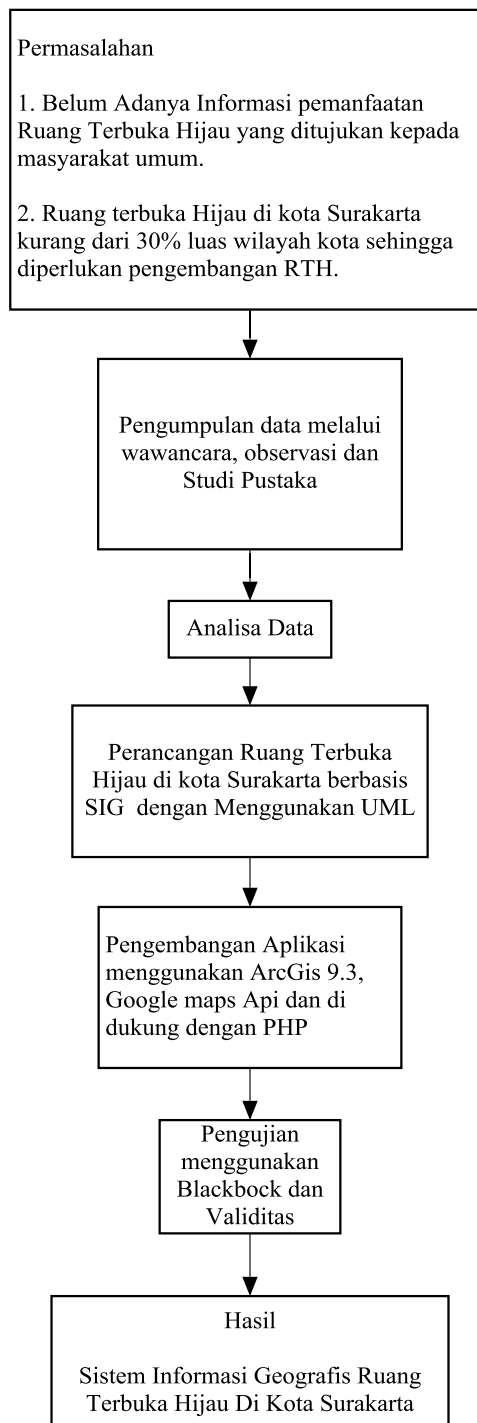 Permasalahan
1. Belum Adanya Informasi pemanfaatan
Ruang Terbuka Hijau yang ditujukan kepada
masyarakat umum.
2. Ruang terbuka Hijau di kota Surakarta
kurang dari 30% luas wilayah kota sehingga
diperlukan pengembangan RTH.
Pengumpulan data melalui
wawancara, observasi dan
Studi Pustaka
Analisa Data
Perancangan Ruang Terbuka
Hijau di kota Surakarta berbasis
SIG dengan Menggunakan UML
Pengembangan Aplikasi
menggunakan ArcGis 9.3,
Google maps Api dan di
dukung dengan PHP
Pengujian
menggunakan
Blackbock dan
Validitas
Hasil
Sistem Informasi Geografis Ruang
Terbuka Hijau Di Kota Surakarta